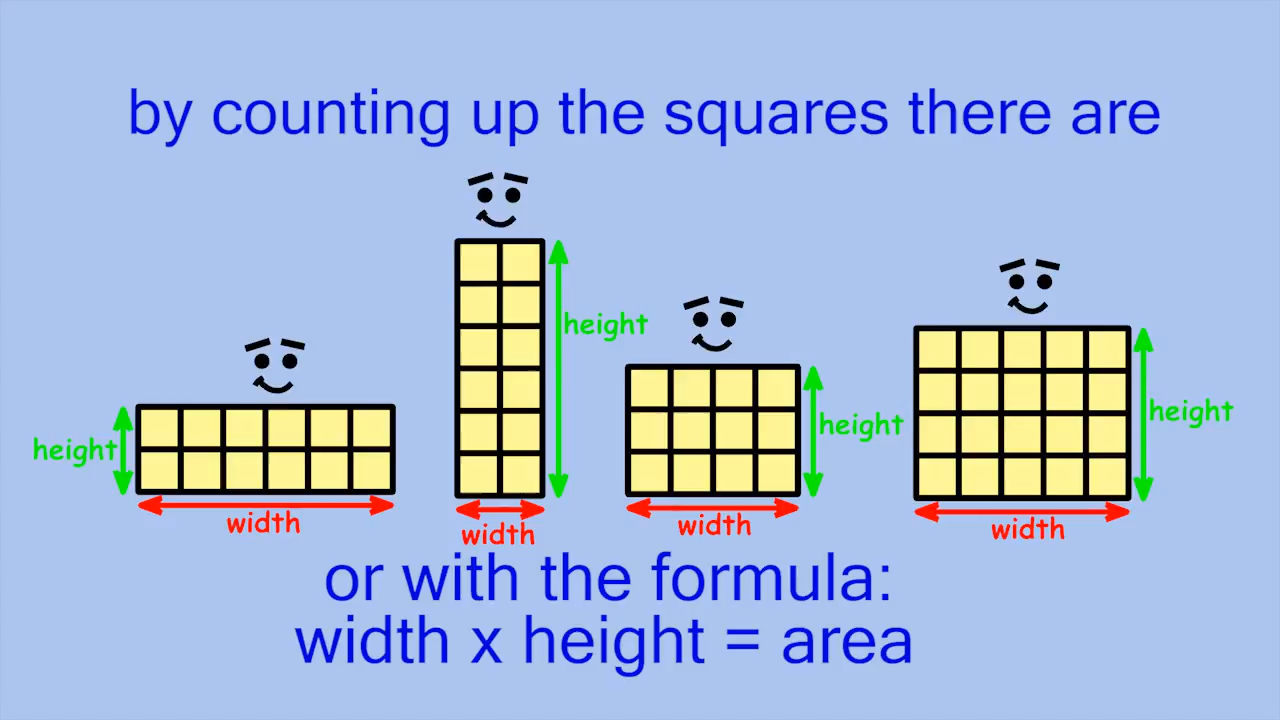 by counting up the squares there are
height
height
height
height
width
width
width
width
or with the formula:
width x height = area